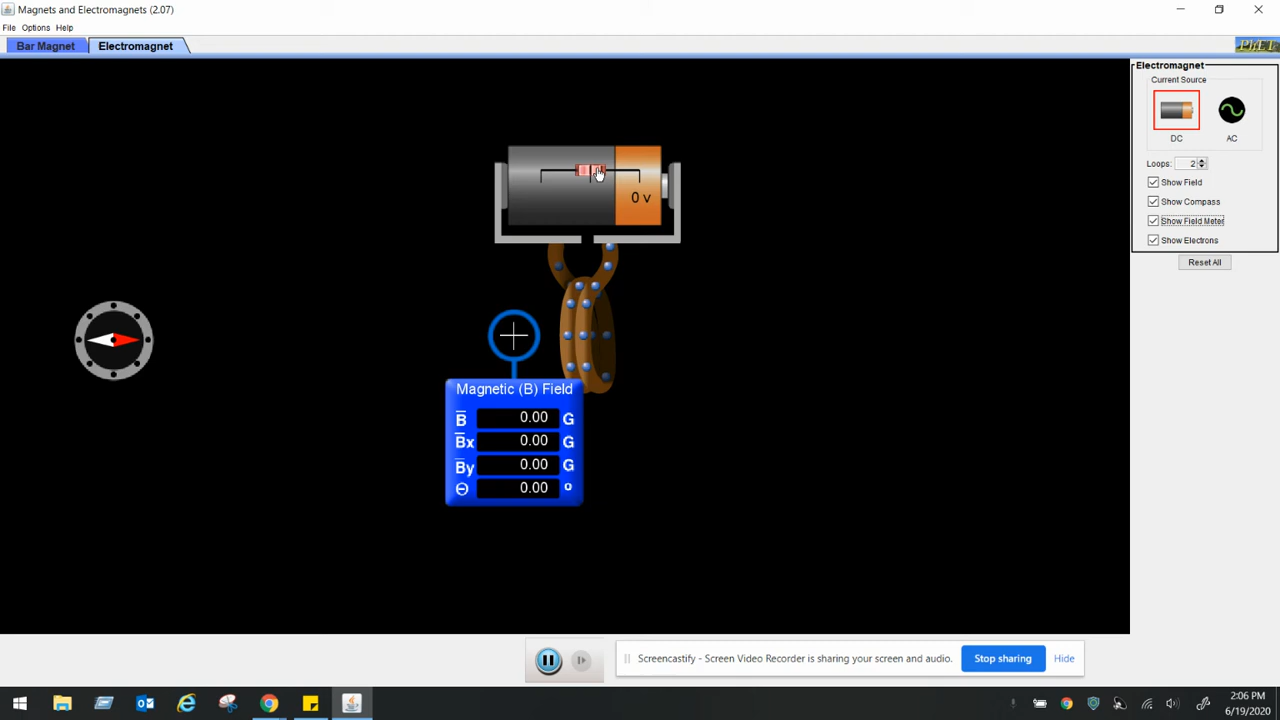 Magnets and Electromagnets (2.07)
File Options Help
Bar Magnet Electromagnet
PhET
Electromagnet
Current Source
DC AC
Loops: 2
Show Field
Show Compass
Show Field Meter
Show Electrons
Reset All
0 v
Magnetic (B) Field
B 0.00 G
Bx 0.00 G
By 0.00 G
Θ 0.00 º
Screencastify - Screen Video Recorder is sharing your screen and audio. Stop sharing Hide
2:06 PM
6/19/2020